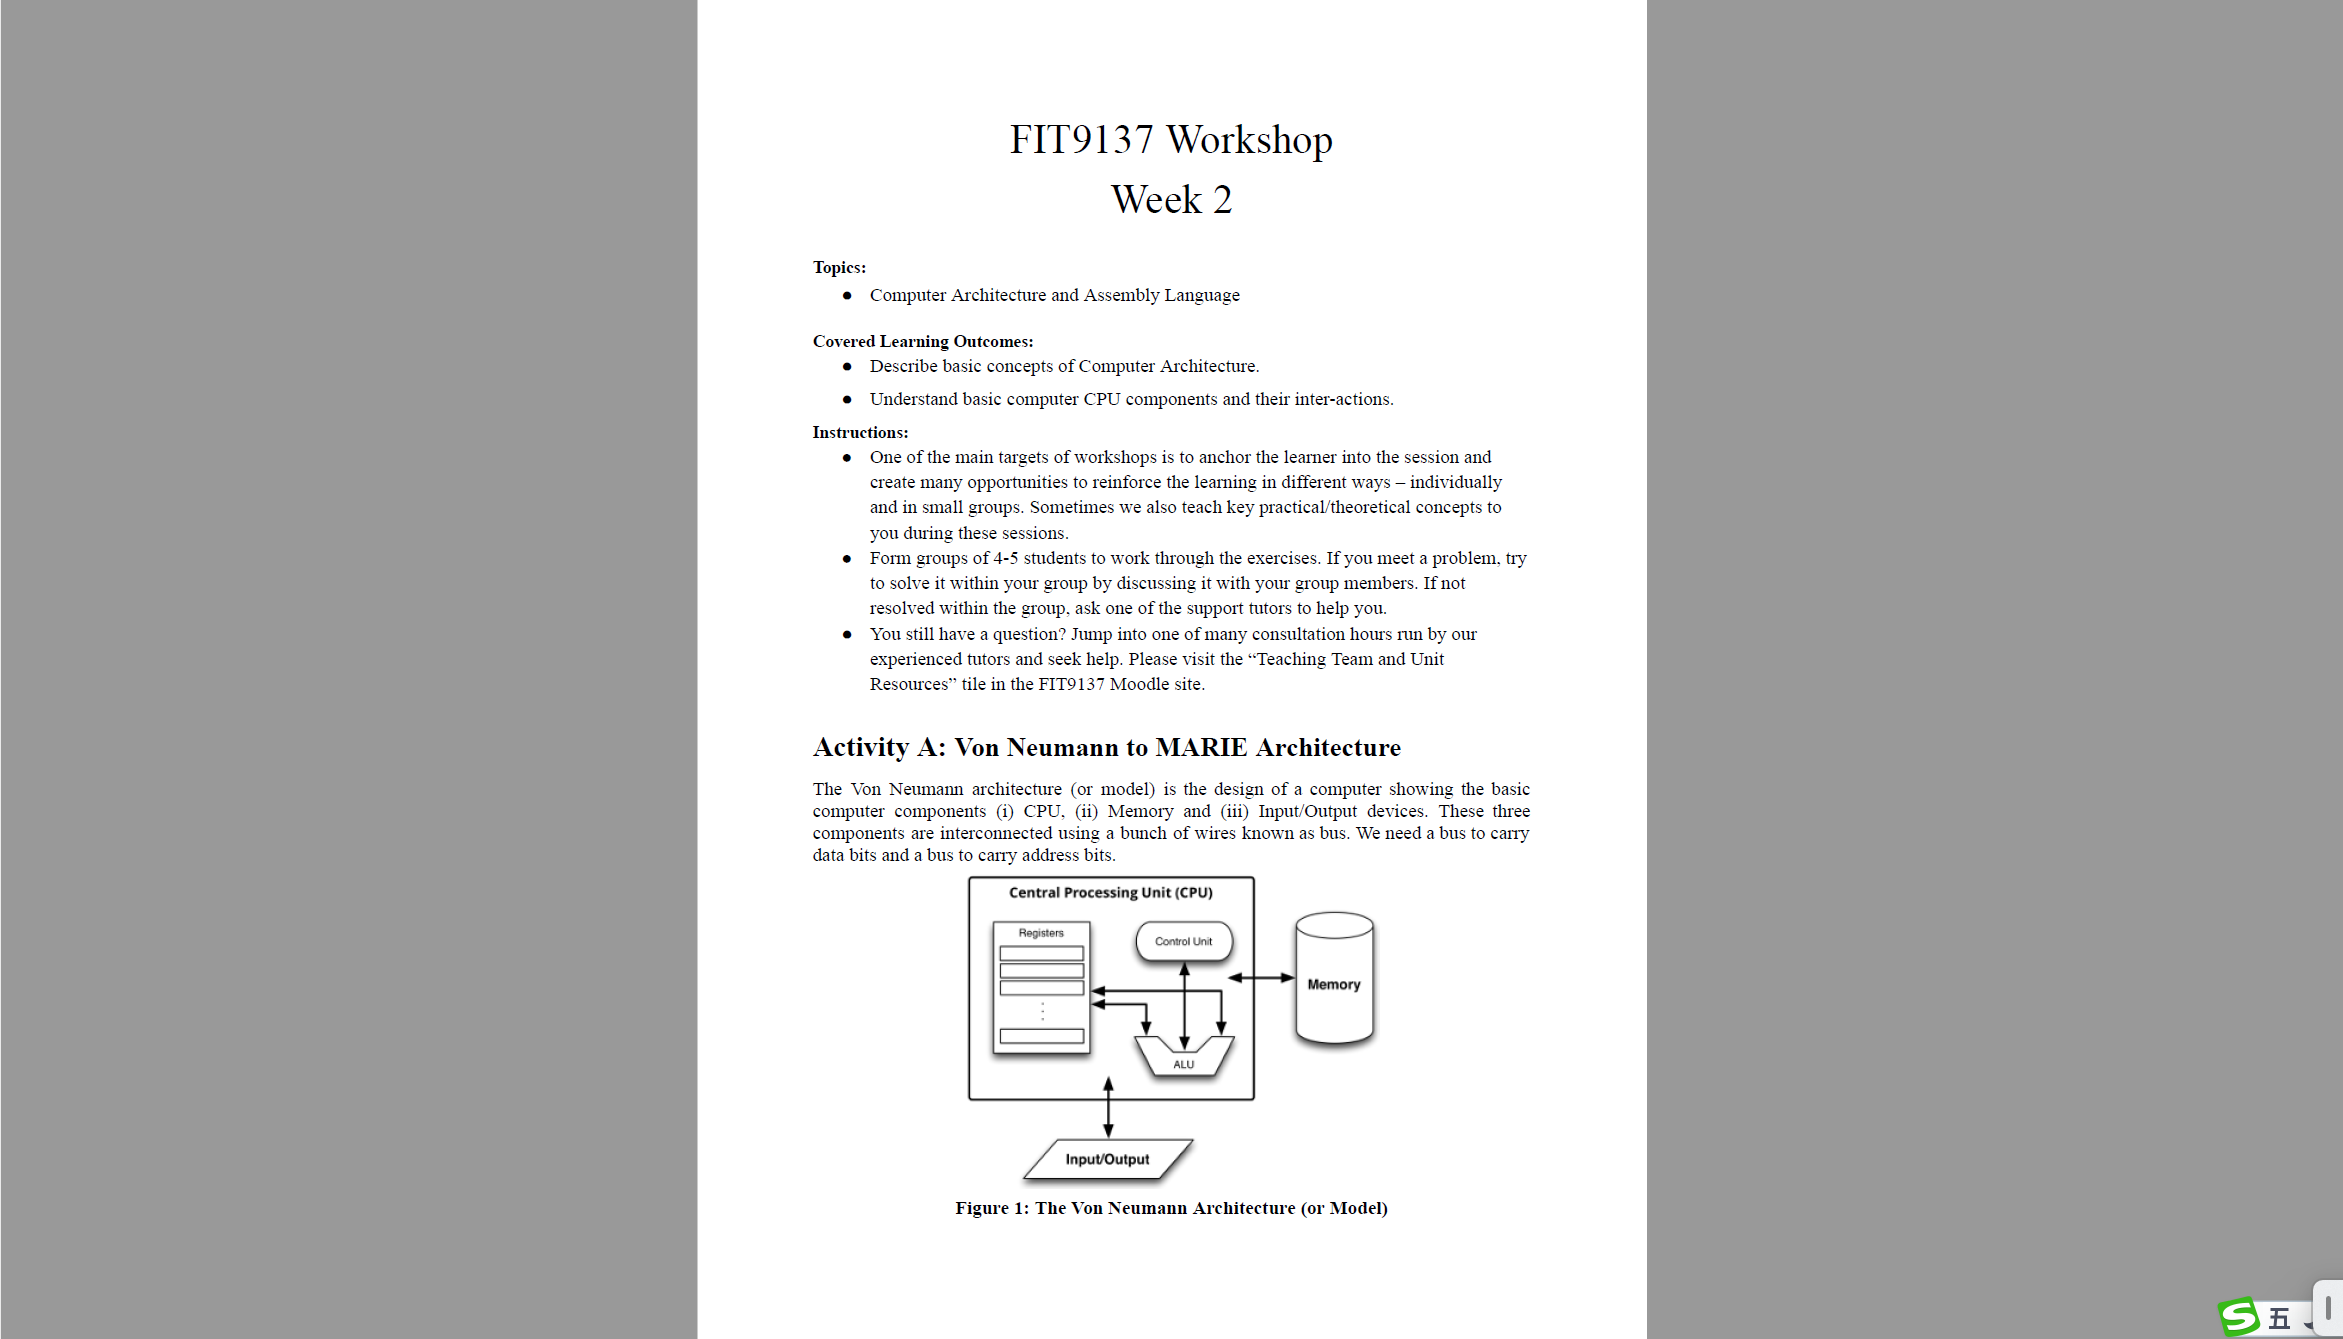 FIT9137 Workshop
Week 2
Topics:
● Computer Architecture and Assembly Language
Covered Learning Outcomes:
● Describe basic concepts of Computer Architecture.
● Understand basic computer CPU components and their inter-actions.
Instructions:
● One of the main targets of workshops is to anchor the learner into the session and
create many opportunities to reinforce the learning in different ways – individually
and in small groups. Sometimes we also teach key practical/theoretical concepts to
you during these sessions.
● Form groups of 4-5 students to work through the exercises. If you meet a problem, try
to solve it within your group by discussing it with your group members. If not
resolved within the group, ask one of the support tutors to help you.
● You still have a question? Jump into one of many consultation hours run by our
experienced tutors and seek help. Please visit the “Teaching Team and Unit
Resources” tile in the FIT9137 Moodle site.
Activity A: Von Neumann to MARIE Architecture
The Von Neumann architecture (or model) is the design of a computer showing the basic
computer components (i) CPU, (ii) Memory and (iii) Input/Output devices. These three
components are interconnected using a bunch of wires known as bus. We need a bus to carry
data bits and a bus to carry address bits.
Central Processing Unit (CPU)
Registers
Control Unit
Memory
ALU
Input/Output
Figure 1: The Von Neumann Architecture (or Model)
S 五